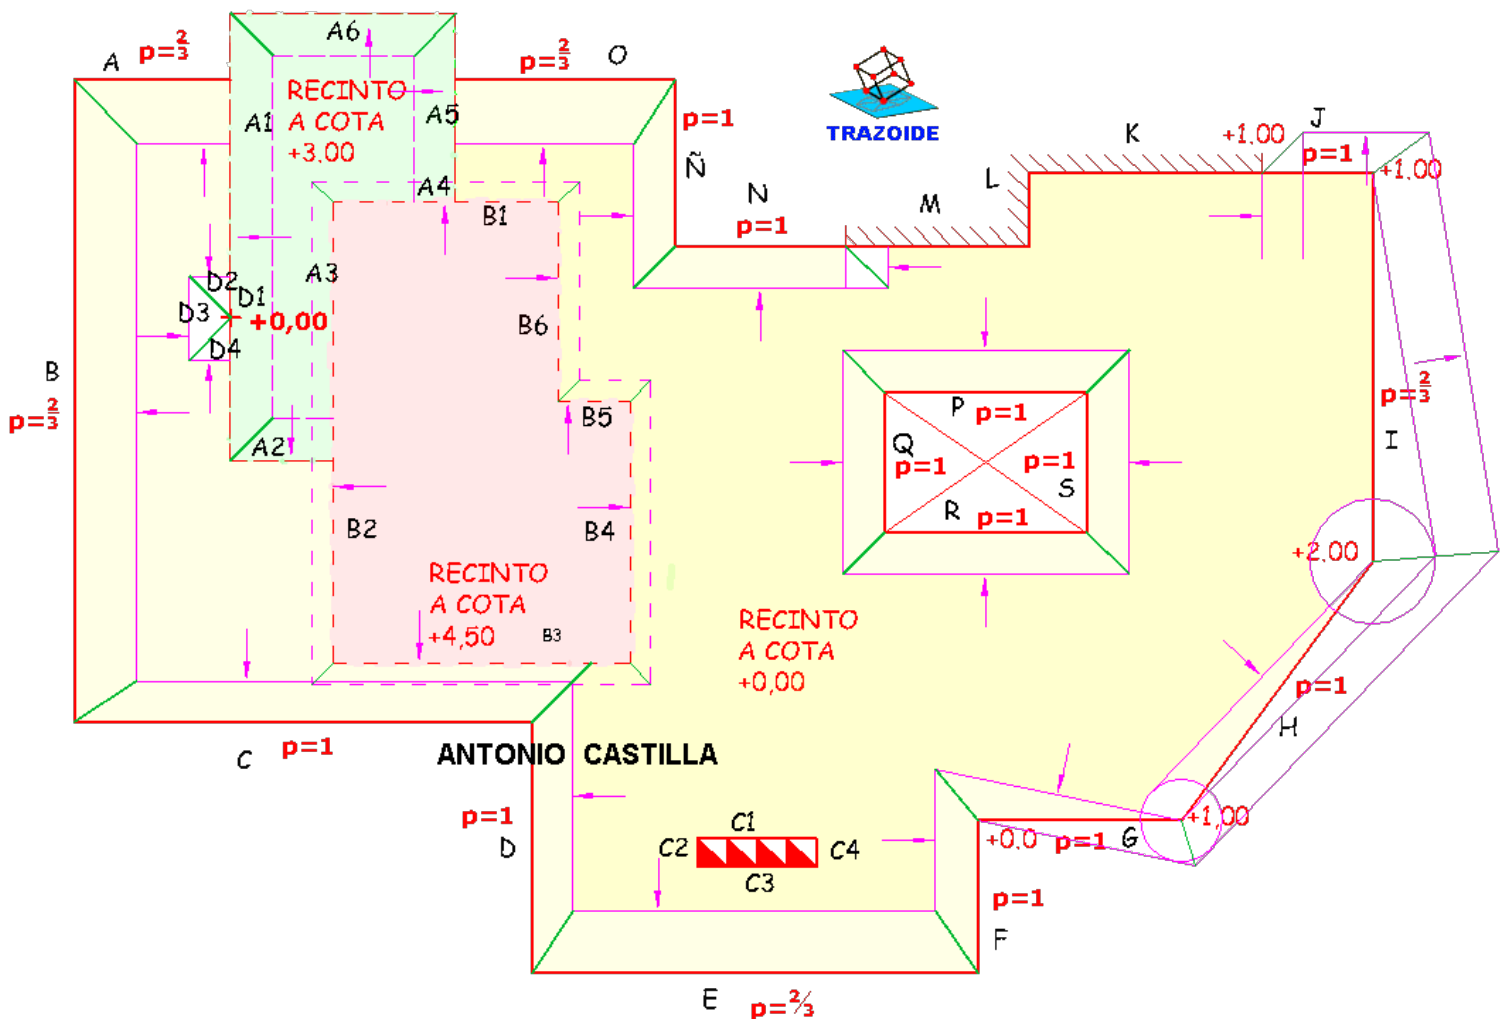 A6
A p=2/3
p=2/3 O
RECINTO
A COTA
+3,00
A1
A5
p=1
Ñ
TRAZOIDE
K
+1,00
J
p=1
+1,00
L
A4
B1
N
p=1
M
A3
D2
D1
D3
+0,00
D4
B6
B
p=2/3
A2
B5
P p=1
Q
p=1
p=1
S
R p=1
p=2/3
I
B2
B4
+2,00
RECINTO
A COTA
+4,50
B3
RECINTO
A COTA
+0,00
p=1
H
C p=1
ANTONIO CASTILLA
p=1
D
C1
C2
C4
C3
+0,0 p=1 G
+1,00
p=1
F
E p=2/3